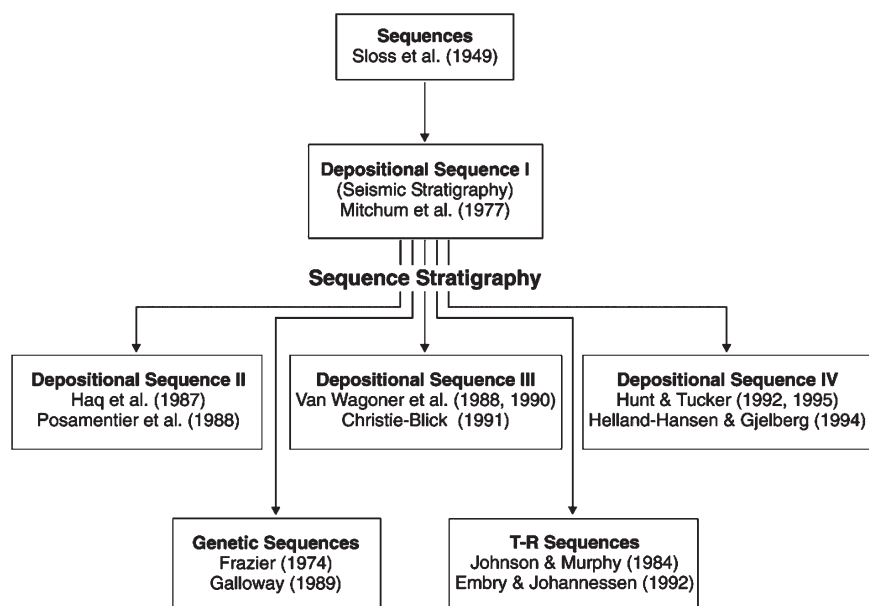 Sequences
Sloss et al. (1949)
Depositional Sequence I
(Seismic Stratigraphy)
Mitchum et al. (1977)
Sequence Stratigraphy
Depositional Sequence II
Haq et al. (1987)
Posamentier et al. (1988)
Depositional Sequence III
Van Wagoner et al. (1988, 1990)
Christie-Blick (1991)
Depositional Sequence IV
Hunt & Tucker (1992, 1995)
Helland-Hansen & Gjelberg (1994)
Genetic Sequences
Frazier (1974)
Galloway (1989)
T-R Sequences
Johnson & Murphy (1984)
Embry & Johannessen (1992)